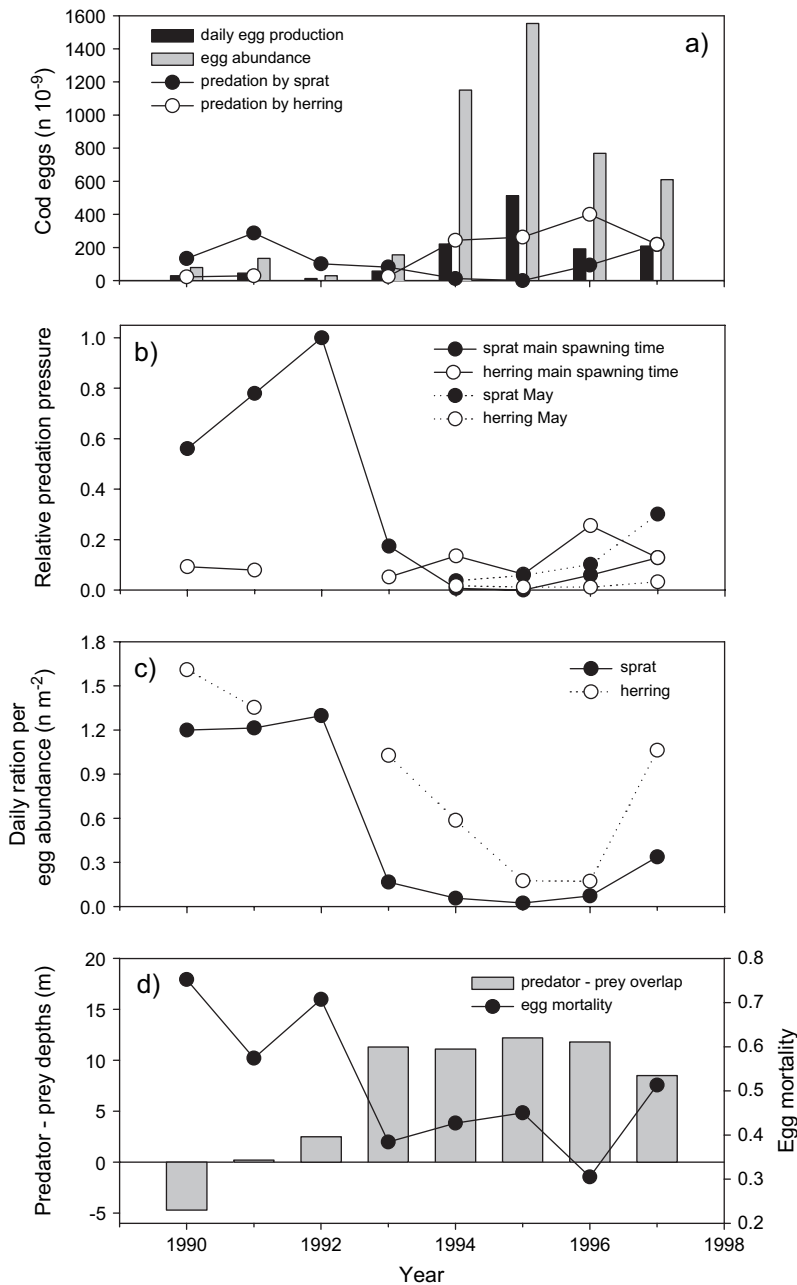 a)
daily egg production
egg abundance
predation by sprat
predation by herring
Cod eggs (n 10-9)
1600
1400
1200
1000
800
600
400
200
0
b)
sprat main spawning time
herring main spawning time
sprat May
herring May
Relative predation pressure
1.0
0.8
0.6
0.4
0.2
0.0
c)
sprat
herring
Daily ration per
egg abundance (n m-2)
1.8
1.5
1.2
0.9
0.6
0.3
0.0
d)
predator - prey overlap
egg mortality
Predator - prey depths (m)
20
15
10
5
0
-5
Egg mortality
0.8
0.7
0.6
0.5
0.4
0.3
0.2
1990 1992 1994 1996 1998
Year